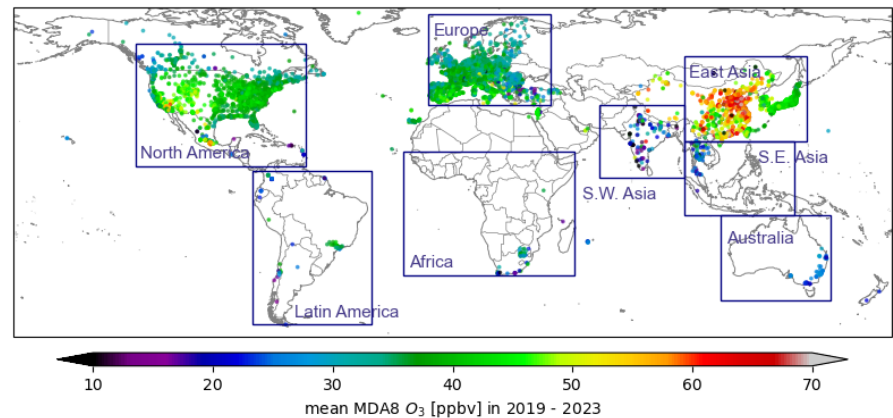 Europe
East Asia
North America
S.E. Asia
S.W. Asia
Australia
Africa
Latin America
10 20 30 40 50 60 70
mean MDA8 O₃ [ppbv] in 2019 - 2023